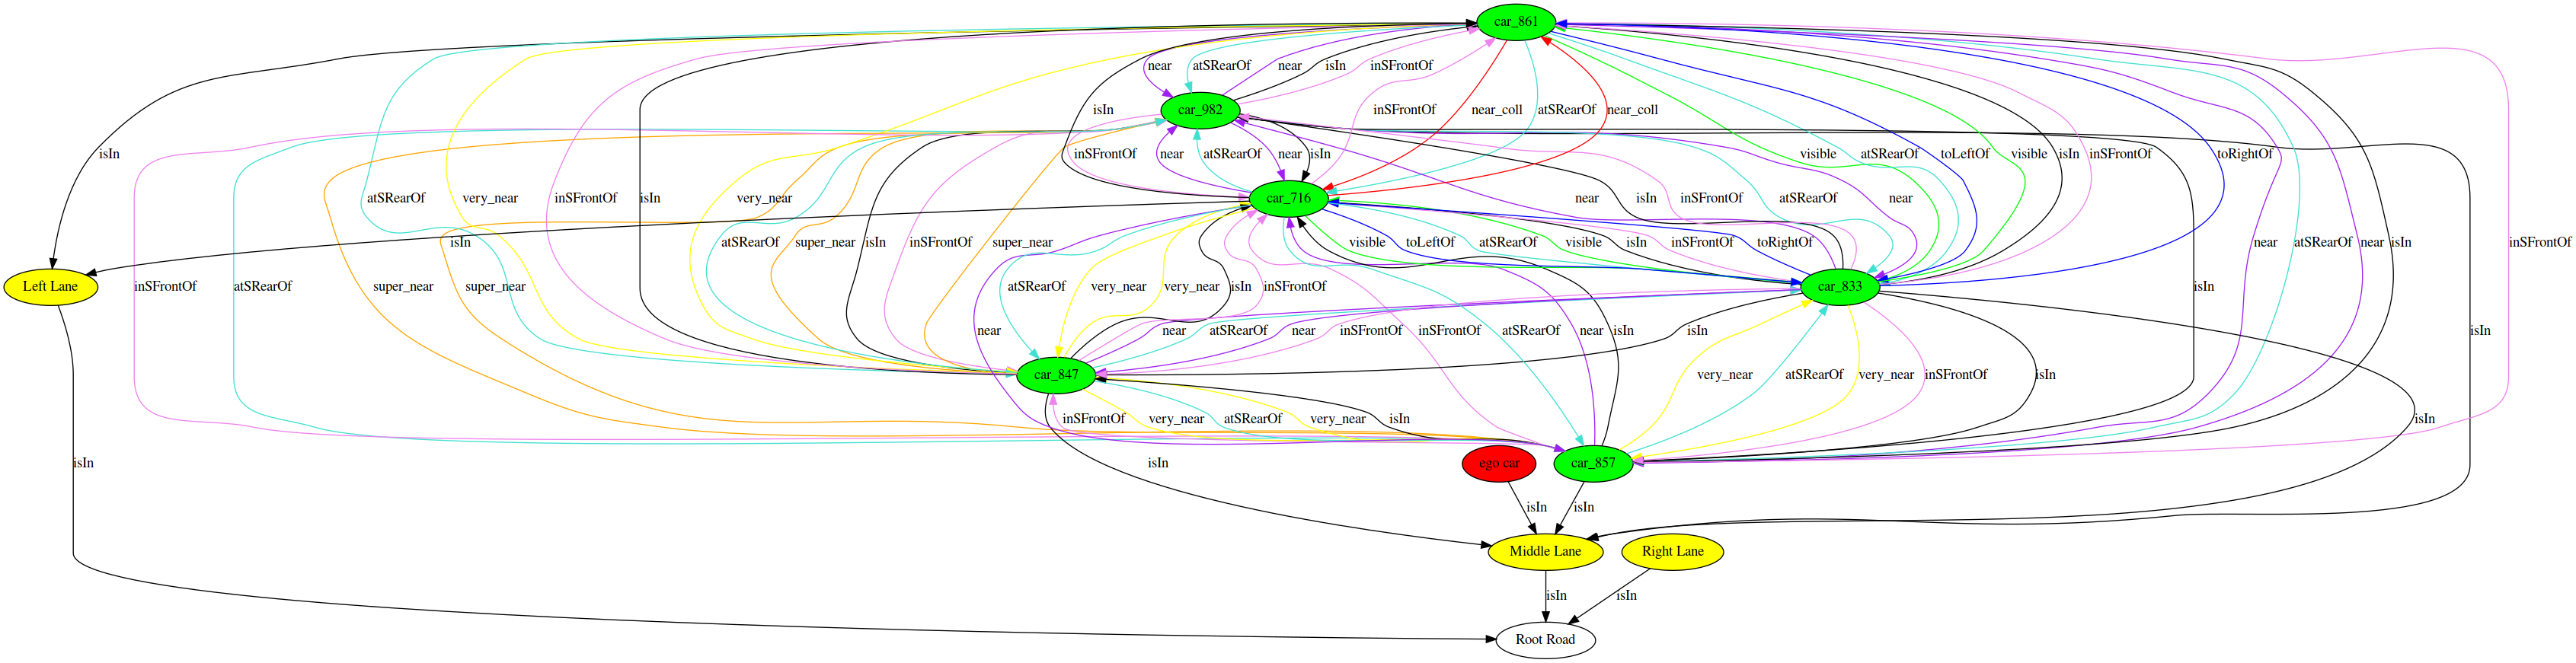 car_861
near atSRearOf near isIn inSFrontOf
car_982
isIn inSFrontOf near_coll atSRearOf near_coll
isIn inSFrontOf near atSRearOf near isIn visible atSRearOf toLeftOf visible isIn inSFrontOf toRightOf
car_716
atSRearOf very_near inSFrontOf isIn very_near near isIn inSFrontOf atSRearOf near
isIn atSRearOf super_near isIn inSFrontOf super_near visible toLeftOf atSRearOf visible isIn inSFrontOf toRightOf near atSRearOf near isIn inSFrontOf
Left Lane inSFrontOf atSRearOf super_near super_near atSRearOf very_near very_near isIn inSFrontOf car_833 isIn
near near atSRearOf near inSFrontOf inSFrontOf atSRearOf near isIn isIn isIn
car_847 very_near atSRearOf very_near inSFrontOf isIn
inSFrontOf very_near atSRearOf very_near isIn isIn
isIn isIn ego car car_857
isIn isIn
Middle Lane Right Lane
isIn isIn
Root Road